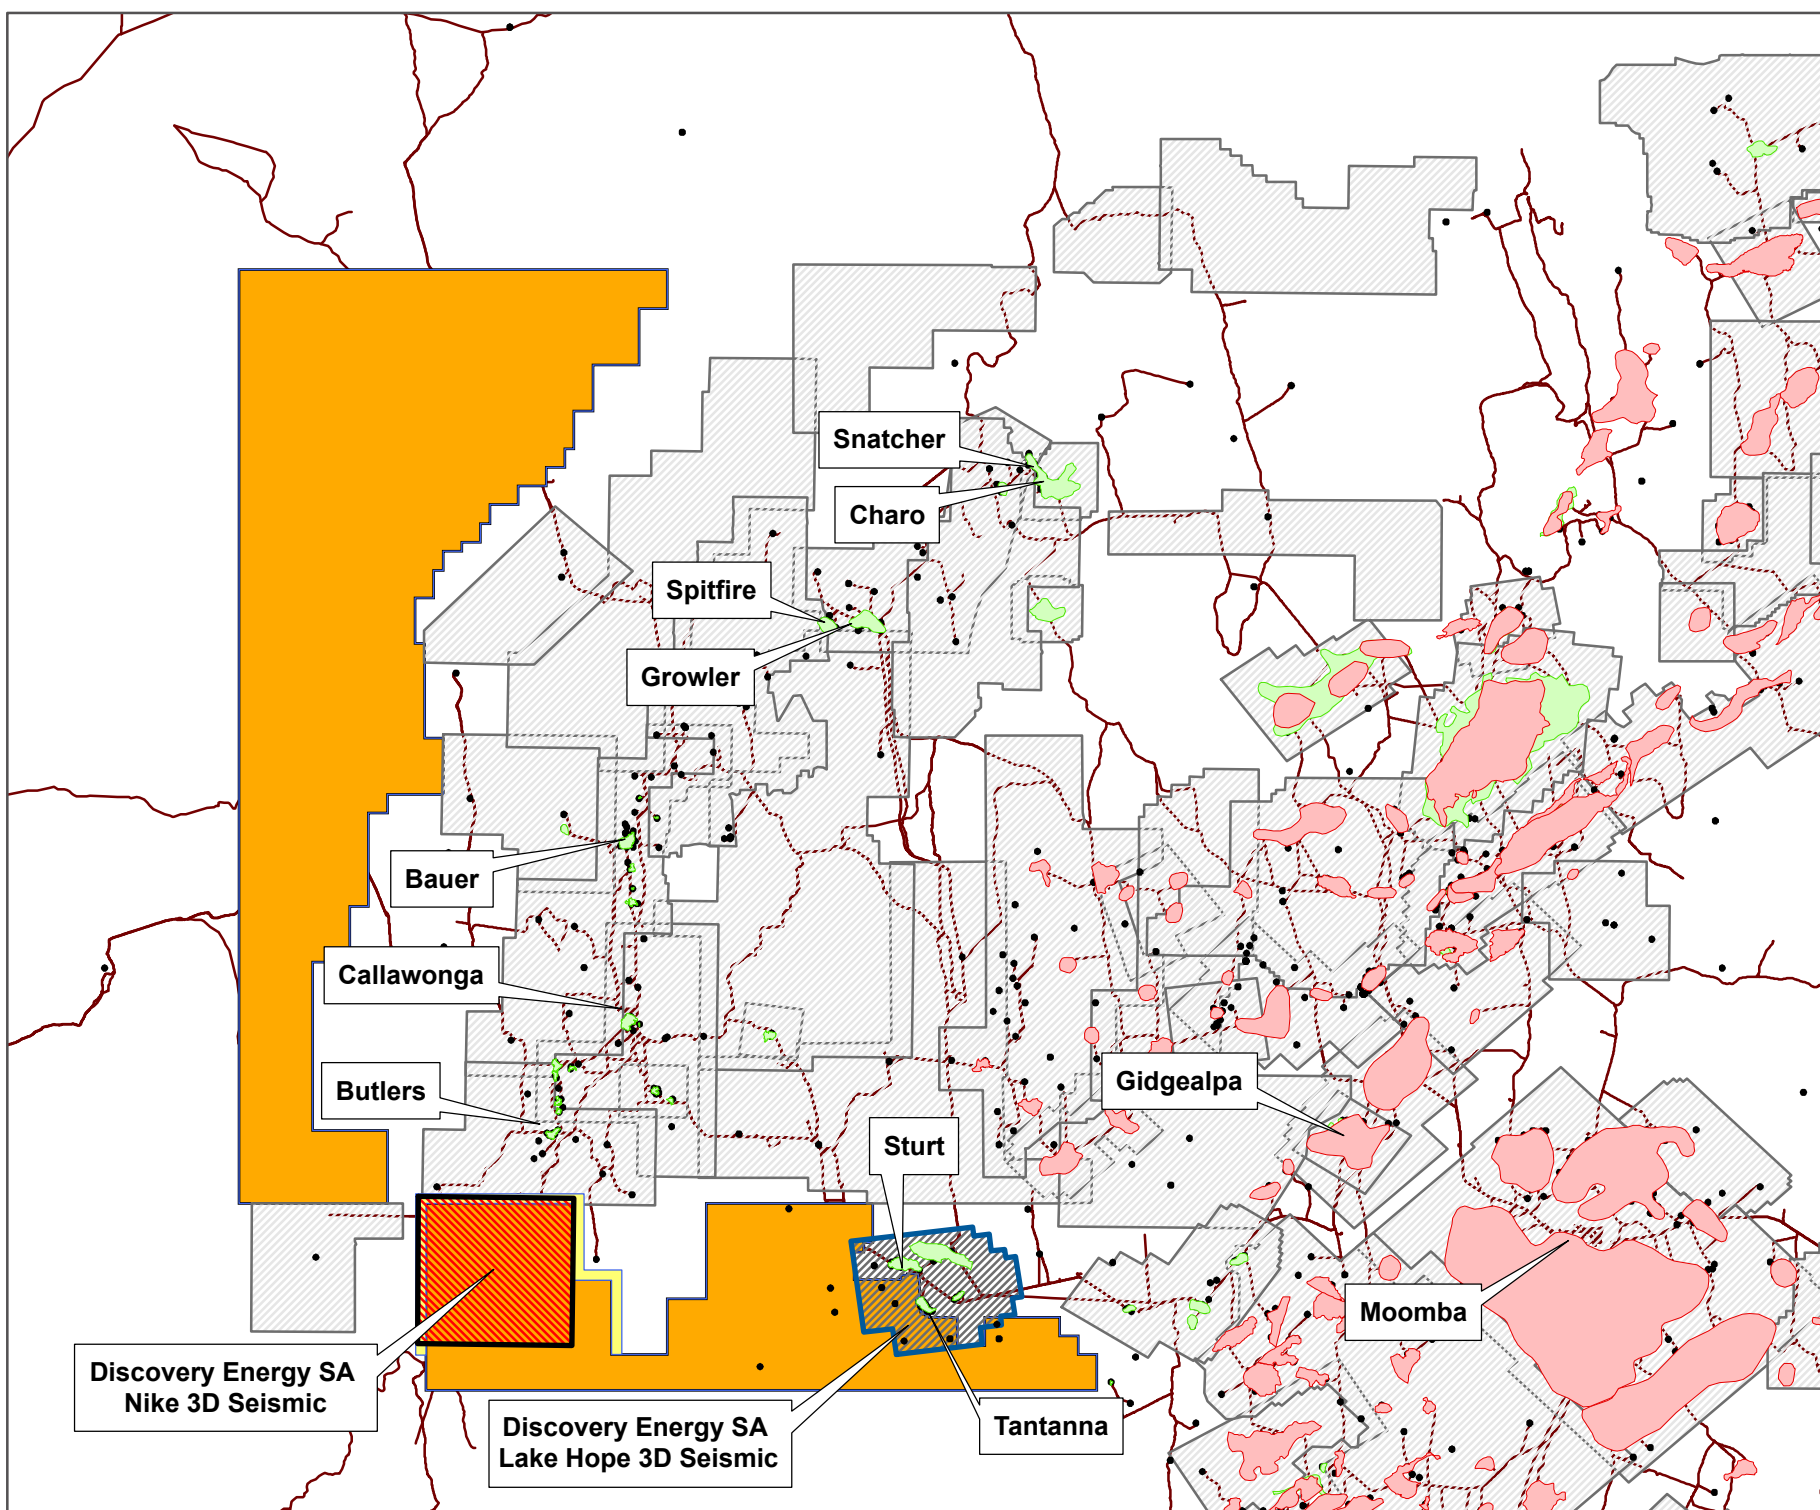 Snatcher
Charo
Spitfire
Growler
Bauer
Callawonga
Butlers
Gidgealpa
Sturt
Moomba
Discovery Energy SA
Nike 3D Seismic
Discovery Energy SA
Lake Hope 3D Seismic
Tantanna